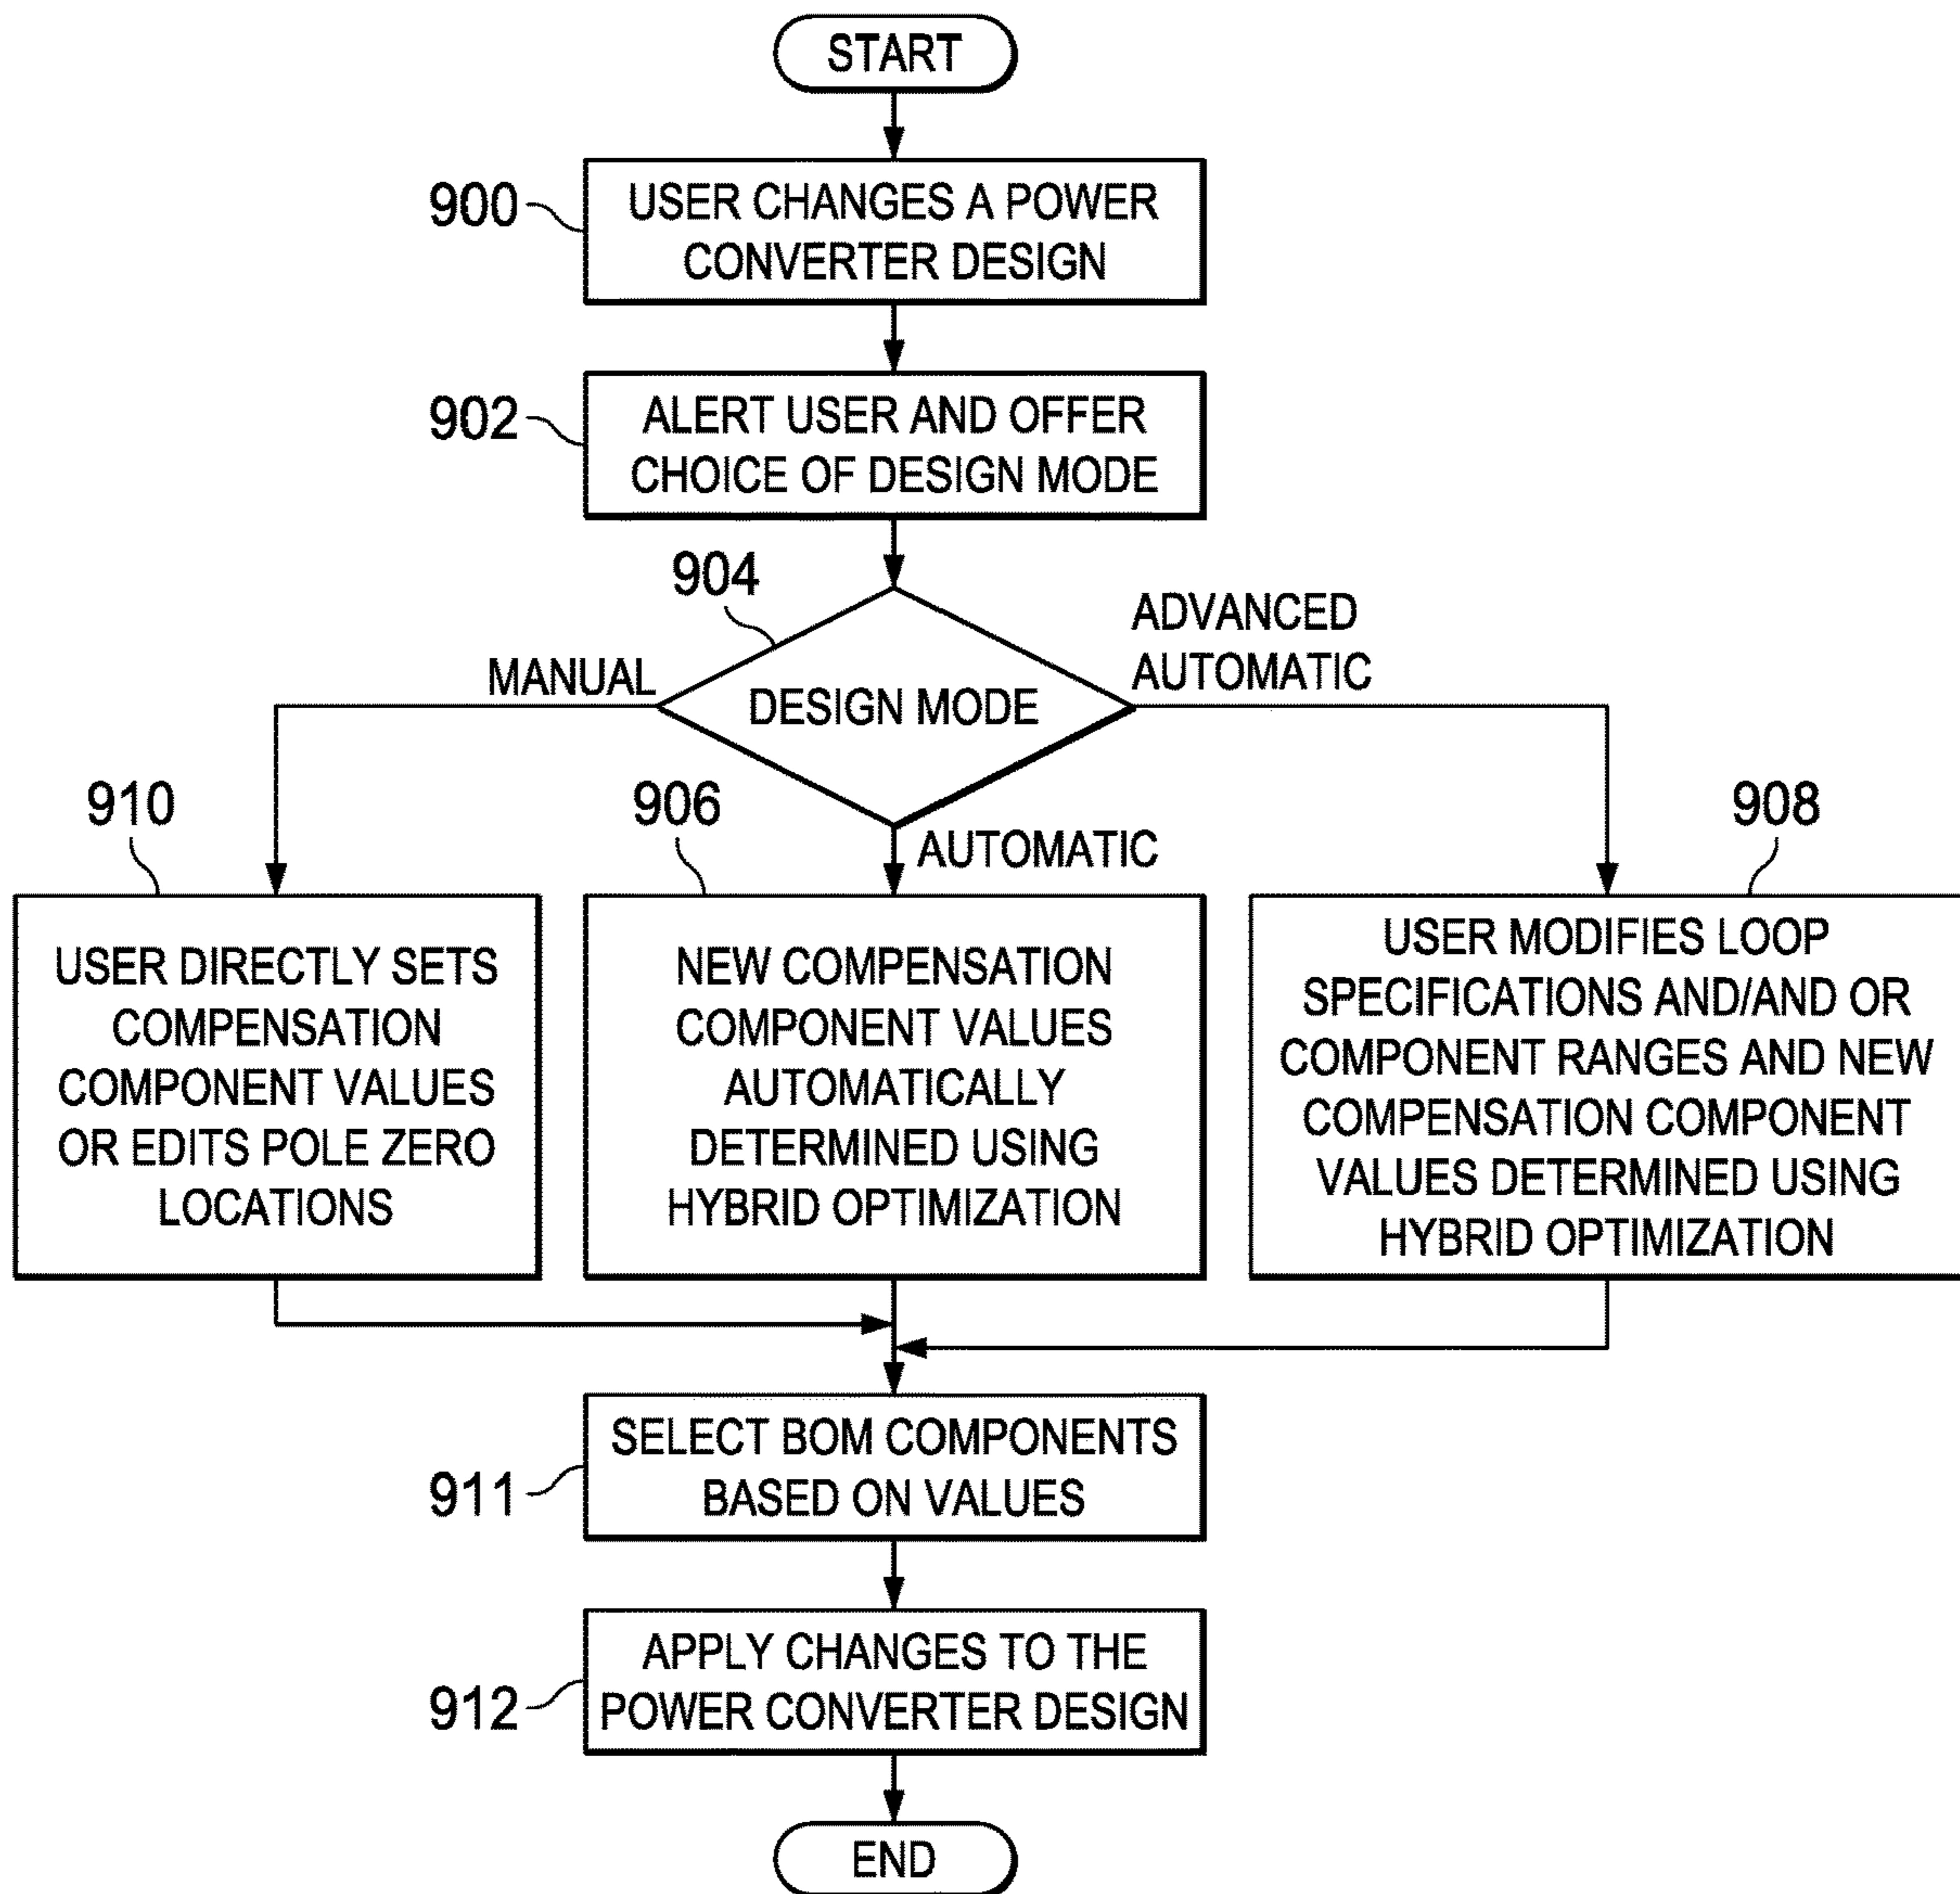 START
900
USER CHANGES A POWER
CONVERTER DESIGN
902
ALERT USER AND OFFER
CHOICE OF DESIGN MODE
904
DESIGN MODE
MANUAL
AUTOMATIC
ADVANCED
AUTOMATIC
910
USER DIRECTLY SETS
COMPENSATION
COMPONENT VALUES
OR EDITS POLE ZERO
LOCATIONS
906
NEW COMPENSATION
COMPONENT VALUES
AUTOMATICALLY
DETERMINED USING
HYBRID OPTIMIZATION
908
USER MODIFIES LOOP
SPECIFICATIONS AND/AND OR
COMPONENT RANGES AND NEW
COMPENSATION COMPONENT
VALUES DETERMINED USING
HYBRID OPTIMIZATION
911
SELECT BOM COMPONENTS
BASED ON VALUES
912
APPLY CHANGES TO THE
POWER CONVERTER DESIGN
END